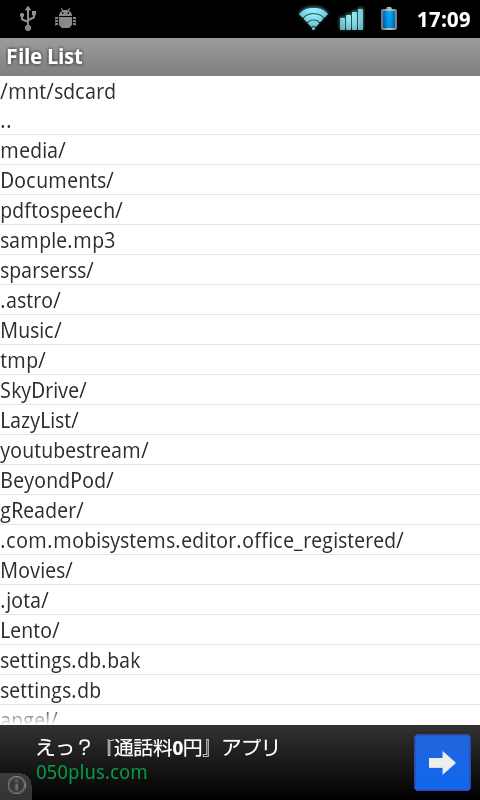 17:09
File List
/mnt/sdcard
..
media/
Documents/
pdftospeech/
sample.mp3
sparserss/
.astro/
Music/
tmp/
SkyDrive/
LazyList/
youtubestream/
BeyondPod/
gReader/
.com.mobisystems.editor.office_registered/
Movies/
.jota/
Lento/
settings.db.bak
settings.db
angel/
えっ？『通話料0円』アプリ
050plus.com